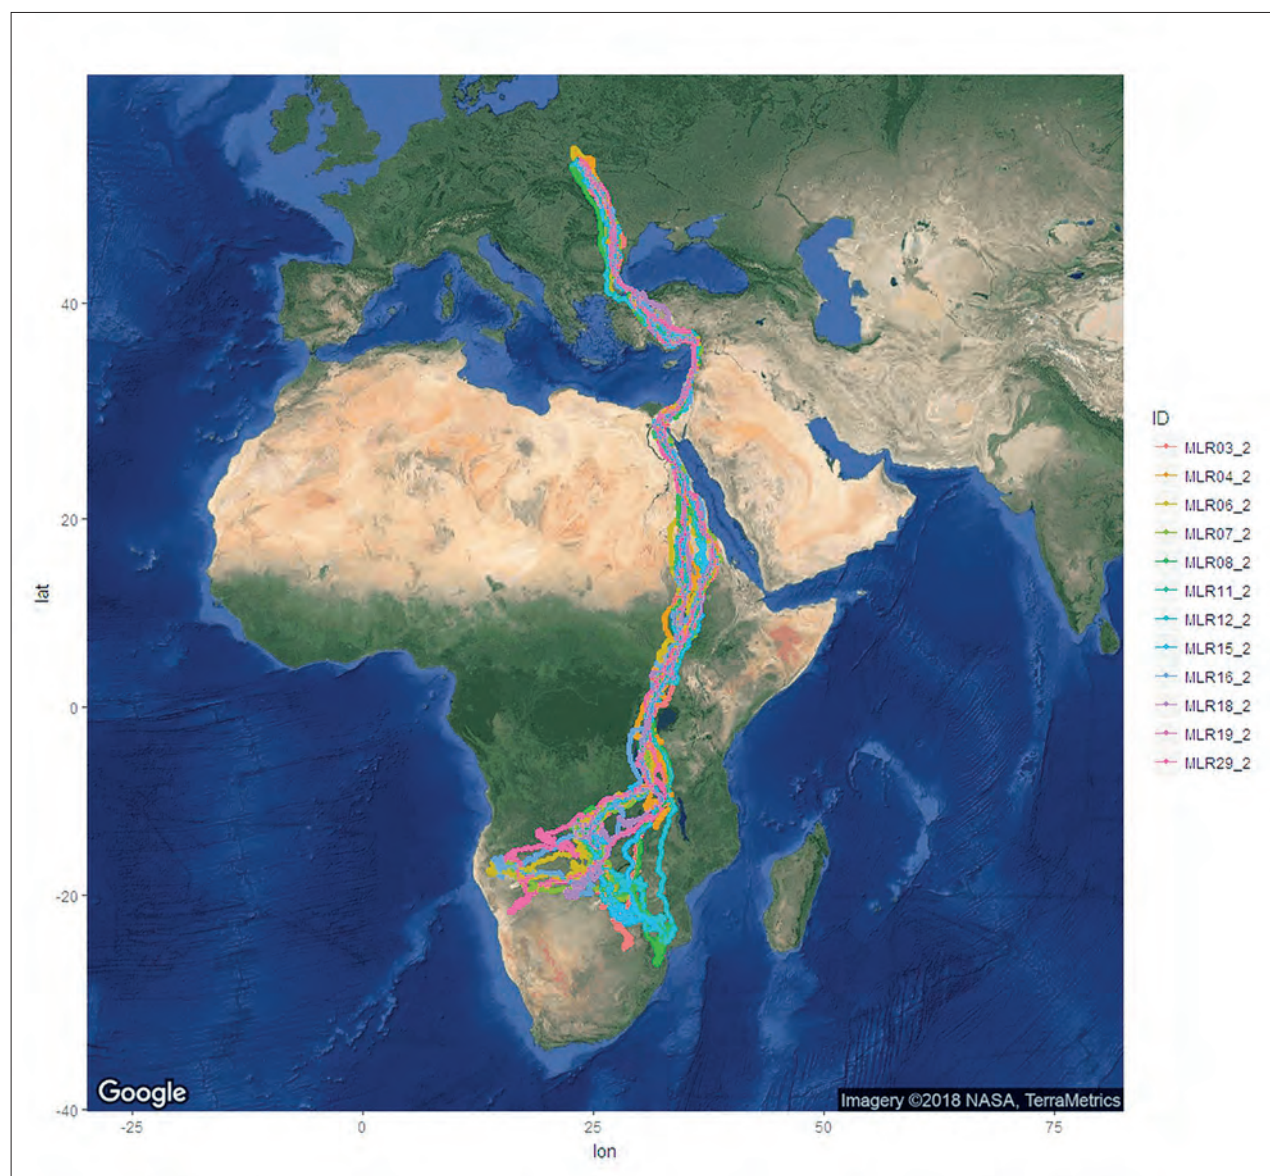 40
20
0
-20
-40
lat
-25
0
25
50
75
lon
ID
MLR03_2
MLR04_2
MLR06_2
MLR07_2
MLR08_2
MLR11_2
MLR12_2
MLR15_2
MLR16_2
MLR18_2
MLR19_2
MLR29_2
Google
Imagery ©2018 NASA, TerraMetrics